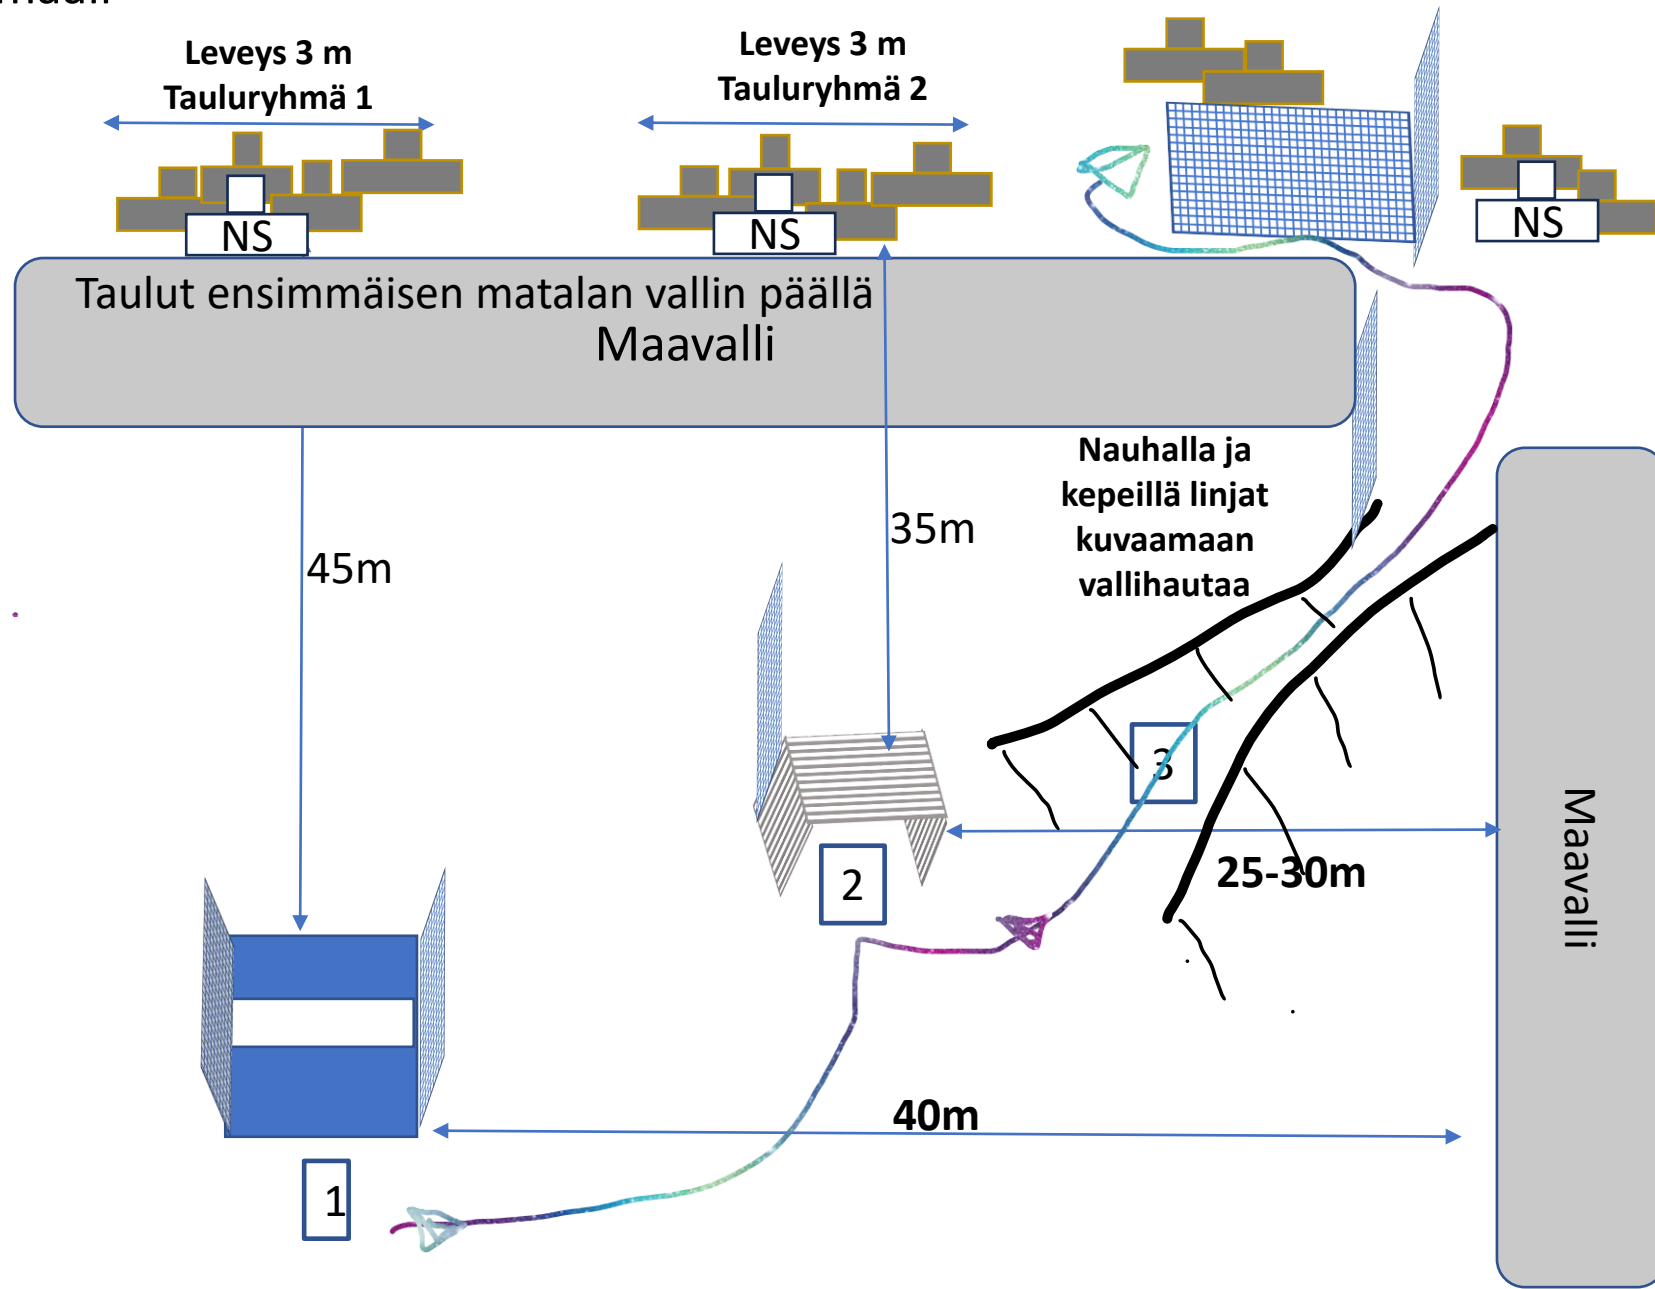 Leveys 3 m
Tauluryhmä 1
Leveys 3 m
Tauluryhmä 2
NS
NS
NS
Taulut ensimmäisen matalan vallin päällä
Maavalli
Nauhalla ja
kepeillä linjat
kuvaamaan
vallihautaa
35m
45m
3
2
25-30m
Maavalli
40m
1